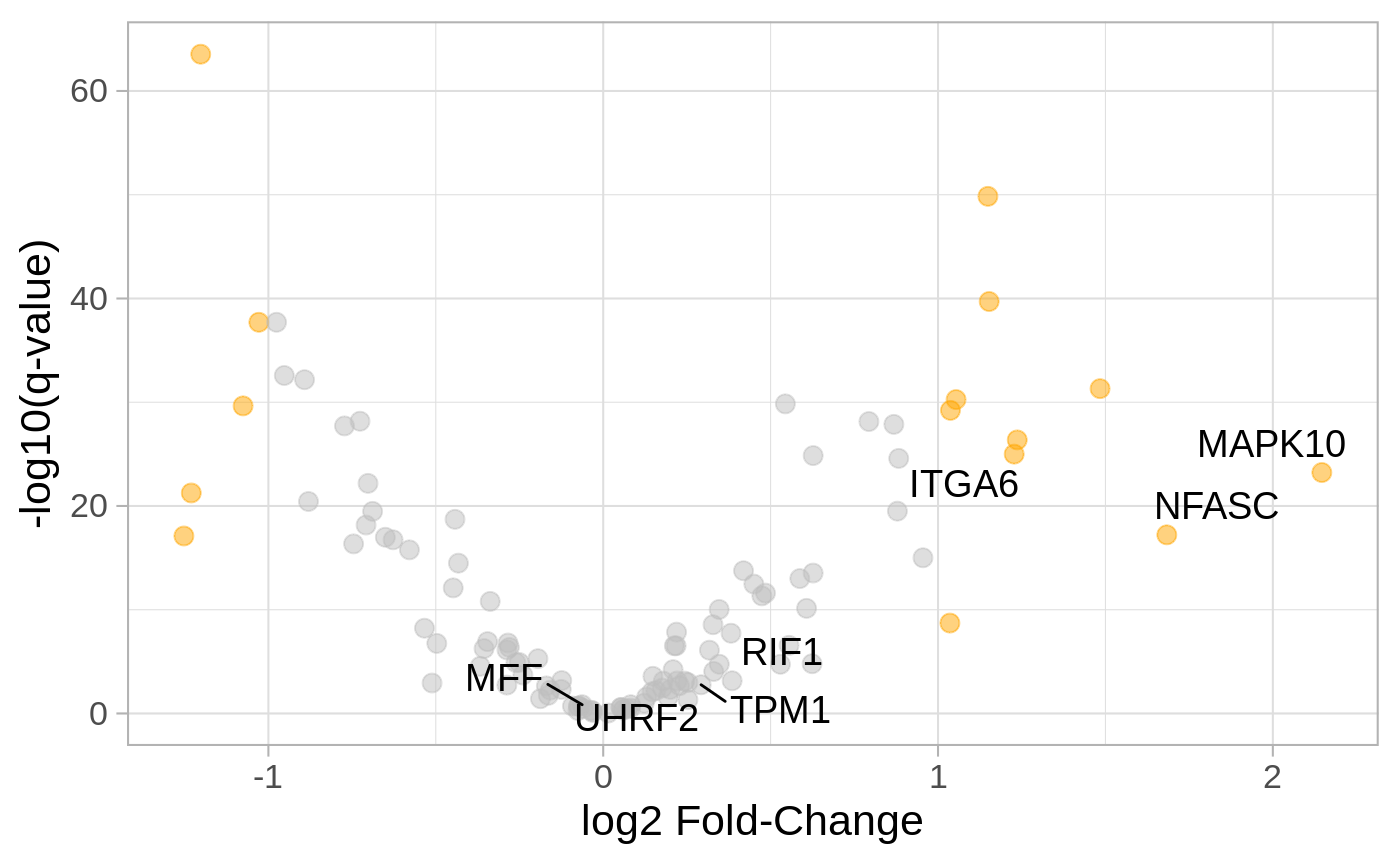 60
40
20
0
-log10(q-value)
MAPK10
ITGA6
NFASC
RIF1
MFF
TPM1
UHRF2
-1
0
1
2
log2 Fold-Change